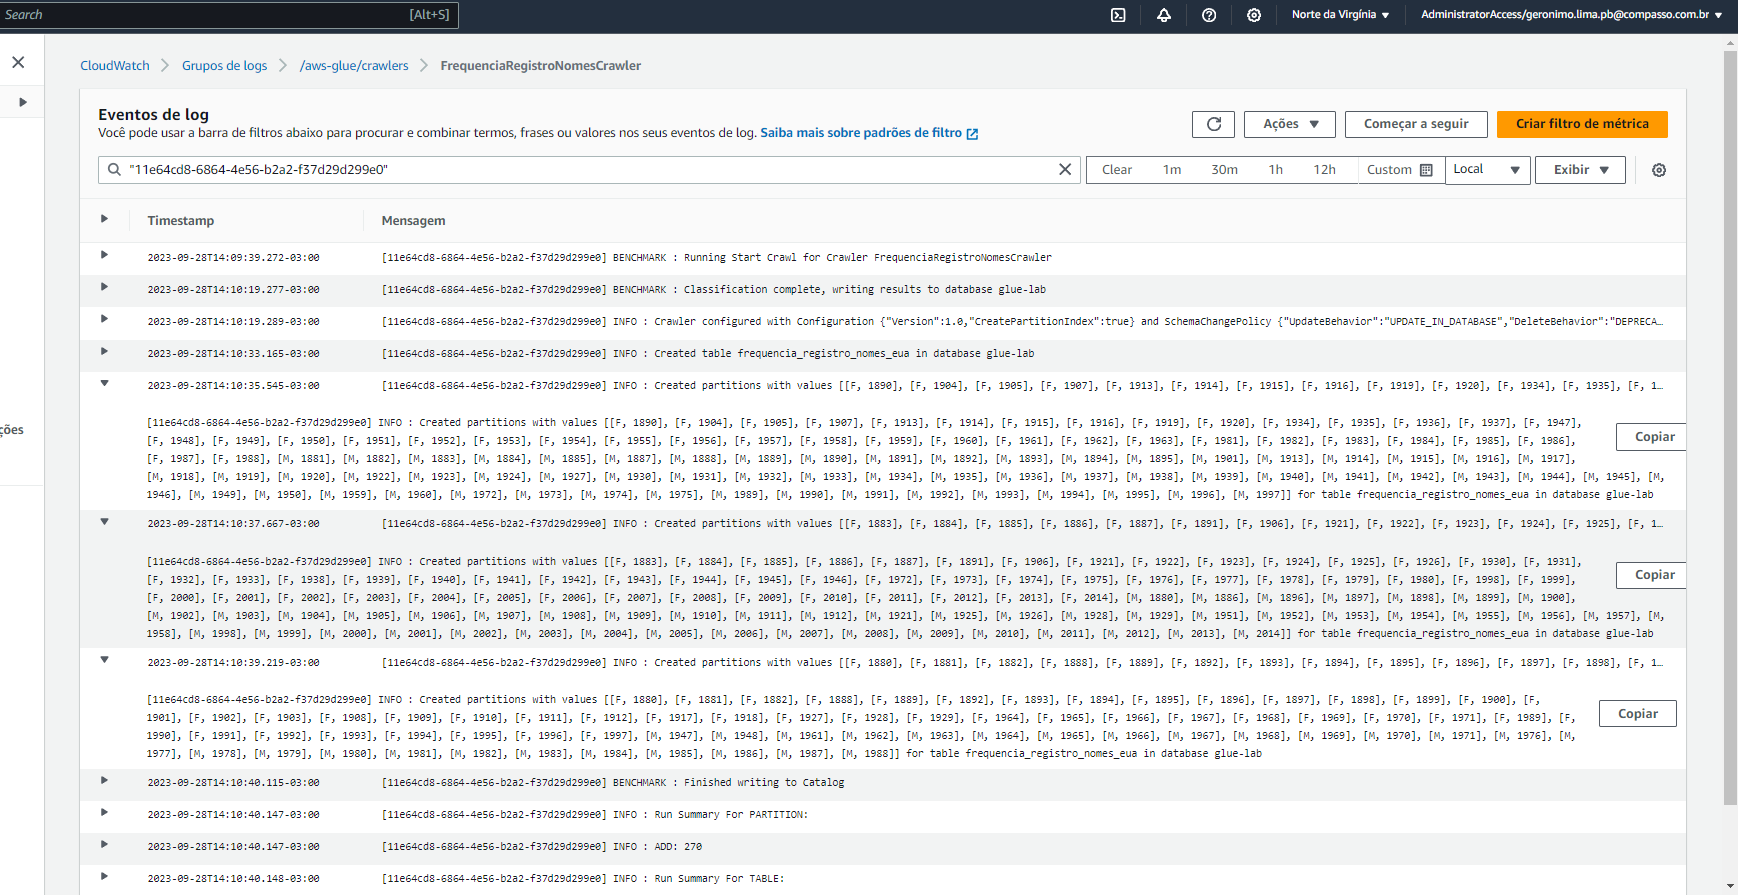 Search [Alt+S] Norte da Virgínia AdministratorAccess/geronimo.lima.pb@compasso.com.br
CloudWatch Grupos de logs /aws-glue/crawlers FrequenciaRegistroNomesCrawler
Eventos de log
Você pode usar a barra de filtros abaixo para procurar e combinar termos, frases ou valores nos seus eventos de log. Saiba mais sobre padrões de filtro
Ações Começar a seguir Criar filtro de métrica
"11e64cd8-6864-4e56-b2a2-f37d29d299e0" Clear 1m 30m 1h 12h Custom Local Exibir
Timestamp Mensagem
2023-09-28T14:09:39.272-03:00 [11e64cd8-6864-4e56-b2a2-f37d29d299e0] BENCHMARK : Running Start Crawl for Crawler FrequenciaRegistroNomesCrawler
2023-09-28T14:10:19.277-03:00 [11e64cd8-6864-4e56-b2a2-f37d29d299e0] BENCHMARK : Classification complete, writing results to database glue-lab
2023-09-28T14:10:19.289-03:00 [11e64cd8-6864-4e56-b2a2-f37d29d299e0] INFO : Crawler configured with Configuration {"Version":1.0,"CreatePartitionIndex":true} and SchemaChangePolicy {"UpdateBehavior":"UPDATE_IN_DATABASE","DeleteBehavior":"DEPRECA…
2023-09-28T14:10:33.165-03:00 [11e64cd8-6864-4e56-b2a2-f37d29d299e0] INFO : Created table frequencia_registro_nomes_eua in database glue-lab
2023-09-28T14:10:35.545-03:00 [11e64cd8-6864-4e56-b2a2-f37d29d299e0] INFO : Created partitions with values [[F, 1890], [F, 1904], [F, 1905], [F, 1907], [F, 1913], [F, 1914], [F, 1915], [F, 1916], [F, 1919], [F, 1920], [F, 1934], [F, 1935], [F, 1…
[11e64cd8-6864-4e56-b2a2-f37d29d299e0] INFO : Created partitions with values [[F, 1890], [F, 1904], [F, 1905], [F, 1907], [F, 1913], [F, 1914], [F, 1915], [F, 1916], [F, 1919], [F, 1920], [F, 1934], [F, 1935], [F, 1936], [F, 1937], [F, 1947],
ções [F, 1948], [F, 1949], [F, 1950], [F, 1951], [F, 1952], [F, 1953], [F, 1954], [F, 1955], [F, 1956], [F, 1957], [F, 1958], [F, 1959], [F, 1960], [F, 1961], [F, 1962], [F, 1963], [F, 1981], [F, 1982], [F, 1983], [F, 1984], [F, 1985], [F, 1986], Copiar
[F, 1987], [F, 1988], [M, 1881], [M, 1882], [M, 1883], [M, 1884], [M, 1885], [M, 1887], [M, 1888], [M, 1889], [M, 1890], [M, 1891], [M, 1892], [M, 1893], [M, 1894], [M, 1895], [M, 1901], [M, 1913], [M, 1914], [M, 1915], [M, 1916], [M, 1917],
[M, 1918], [M, 1919], [M, 1920], [M, 1922], [M, 1923], [M, 1924], [M, 1927], [M, 1930], [M, 1931], [M, 1932], [M, 1933], [M, 1934], [M, 1935], [M, 1936], [M, 1937], [M, 1938], [M, 1939], [M, 1940], [M, 1941], [M, 1942], [M, 1943], [M, 1944], [M, 1945], [M,
1946], [M, 1949], [M, 1950], [M, 1959], [M, 1960], [M, 1972], [M, 1973], [M, 1974], [M, 1975], [M, 1989], [M, 1990], [M, 1991], [M, 1992], [M, 1993], [M, 1994], [M, 1995], [M, 1996], [M, 1997]] for table frequencia_registro_nomes_eua in database glue-lab
2023-09-28T14:10:37.667-03:00 [11e64cd8-6864-4e56-b2a2-f37d29d299e0] INFO : Created partitions with values [[F, 1883], [F, 1884], [F, 1885], [F, 1886], [F, 1887], [F, 1891], [F, 1906], [F, 1921], [F, 1922], [F, 1923], [F, 1924], [F, 1925], [F, 1…
[11e64cd8-6864-4e56-b2a2-f37d29d299e0] INFO : Created partitions with values [[F, 1883], [F, 1884], [F, 1885], [F, 1886], [F, 1887], [F, 1891], [F, 1906], [F, 1921], [F, 1922], [F, 1923], [F, 1924], [F, 1925], [F, 1926], [F, 1930], [F, 1931],
[F, 1932], [F, 1933], [F, 1938], [F, 1939], [F, 1940], [F, 1941], [F, 1942], [F, 1943], [F, 1944], [F, 1945], [F, 1946], [F, 1972], [F, 1973], [F, 1974], [F, 1975], [F, 1976], [F, 1977], [F, 1978], [F, 1979], [F, 1980], [F, 1998], [F, 1999], Copiar
[F, 2000], [F, 2001], [F, 2002], [F, 2003], [F, 2004], [F, 2005], [F, 2006], [F, 2007], [F, 2008], [F, 2009], [F, 2010], [F, 2011], [F, 2012], [F, 2013], [F, 2014], [M, 1880], [M, 1886], [M, 1896], [M, 1897], [M, 1898], [M, 1899], [M, 1900],
[M, 1902], [M, 1903], [M, 1904], [M, 1905], [M, 1906], [M, 1907], [M, 1908], [M, 1909], [M, 1910], [M, 1911], [M, 1912], [M, 1921], [M, 1925], [M, 1926], [M, 1928], [M, 1929], [M, 1951], [M, 1952], [M, 1953], [M, 1954], [M, 1955], [M, 1956], [M, 1957], [M,
1958], [M, 1998], [M, 1999], [M, 2000], [M, 2001], [M, 2002], [M, 2003], [M, 2004], [M, 2005], [M, 2006], [M, 2007], [M, 2008], [M, 2009], [M, 2010], [M, 2011], [M, 2012], [M, 2013], [M, 2014]] for table frequencia_registro_nomes_eua in database glue-lab
2023-09-28T14:10:39.219-03:00 [11e64cd8-6864-4e56-b2a2-f37d29d299e0] INFO : Created partitions with values [[F, 1880], [F, 1881], [F, 1882], [F, 1888], [F, 1889], [F, 1892], [F, 1893], [F, 1894], [F, 1895], [F, 1896], [F, 1897], [F, 1898], [F, 1…
[11e64cd8-6864-4e56-b2a2-f37d29d299e0] INFO : Created partitions with values [[F, 1880], [F, 1881], [F, 1882], [F, 1888], [F, 1889], [F, 1892], [F, 1893], [F, 1894], [F, 1895], [F, 1896], [F, 1897], [F, 1898], [F, 1899], [F, 1900], [F,
1901], [F, 1902], [F, 1903], [F, 1908], [F, 1909], [F, 1910], [F, 1911], [F, 1912], [F, 1917], [F, 1918], [F, 1927], [F, 1928], [F, 1929], [F, 1964], [F, 1965], [F, 1966], [F, 1967], [F, 1968], [F, 1969], [F, 1970], [F, 1971], [F, 1989], [F, Copiar
1990], [F, 1991], [F, 1992], [F, 1993], [F, 1994], [F, 1995], [F, 1996], [F, 1997], [M, 1947], [M, 1948], [M, 1961], [M, 1962], [M, 1963], [M, 1964], [M, 1965], [M, 1966], [M, 1967], [M, 1968], [M, 1969], [M, 1970], [M, 1971], [M, 1976], [M,
1977], [M, 1978], [M, 1979], [M, 1980], [M, 1981], [M, 1982], [M, 1983], [M, 1984], [M, 1985], [M, 1986], [M, 1987], [M, 1988]] for table frequencia_registro_nomes_eua in database glue-lab
2023-09-28T14:10:40.115-03:00 [11e64cd8-6864-4e56-b2a2-f37d29d299e0] BENCHMARK : Finished writing to Catalog
2023-09-28T14:10:40.147-03:00 [11e64cd8-6864-4e56-b2a2-f37d29d299e0] INFO : Run Summary For PARTITION:
2023-09-28T14:10:40.147-03:00 [11e64cd8-6864-4e56-b2a2-f37d29d299e0] INFO : ADD: 270
2023-09-28T14:10:40.148-03:00 [11e64cd8-6864-4e56-b2a2-f37d29d299e0] INFO : Run Summary For TABLE: